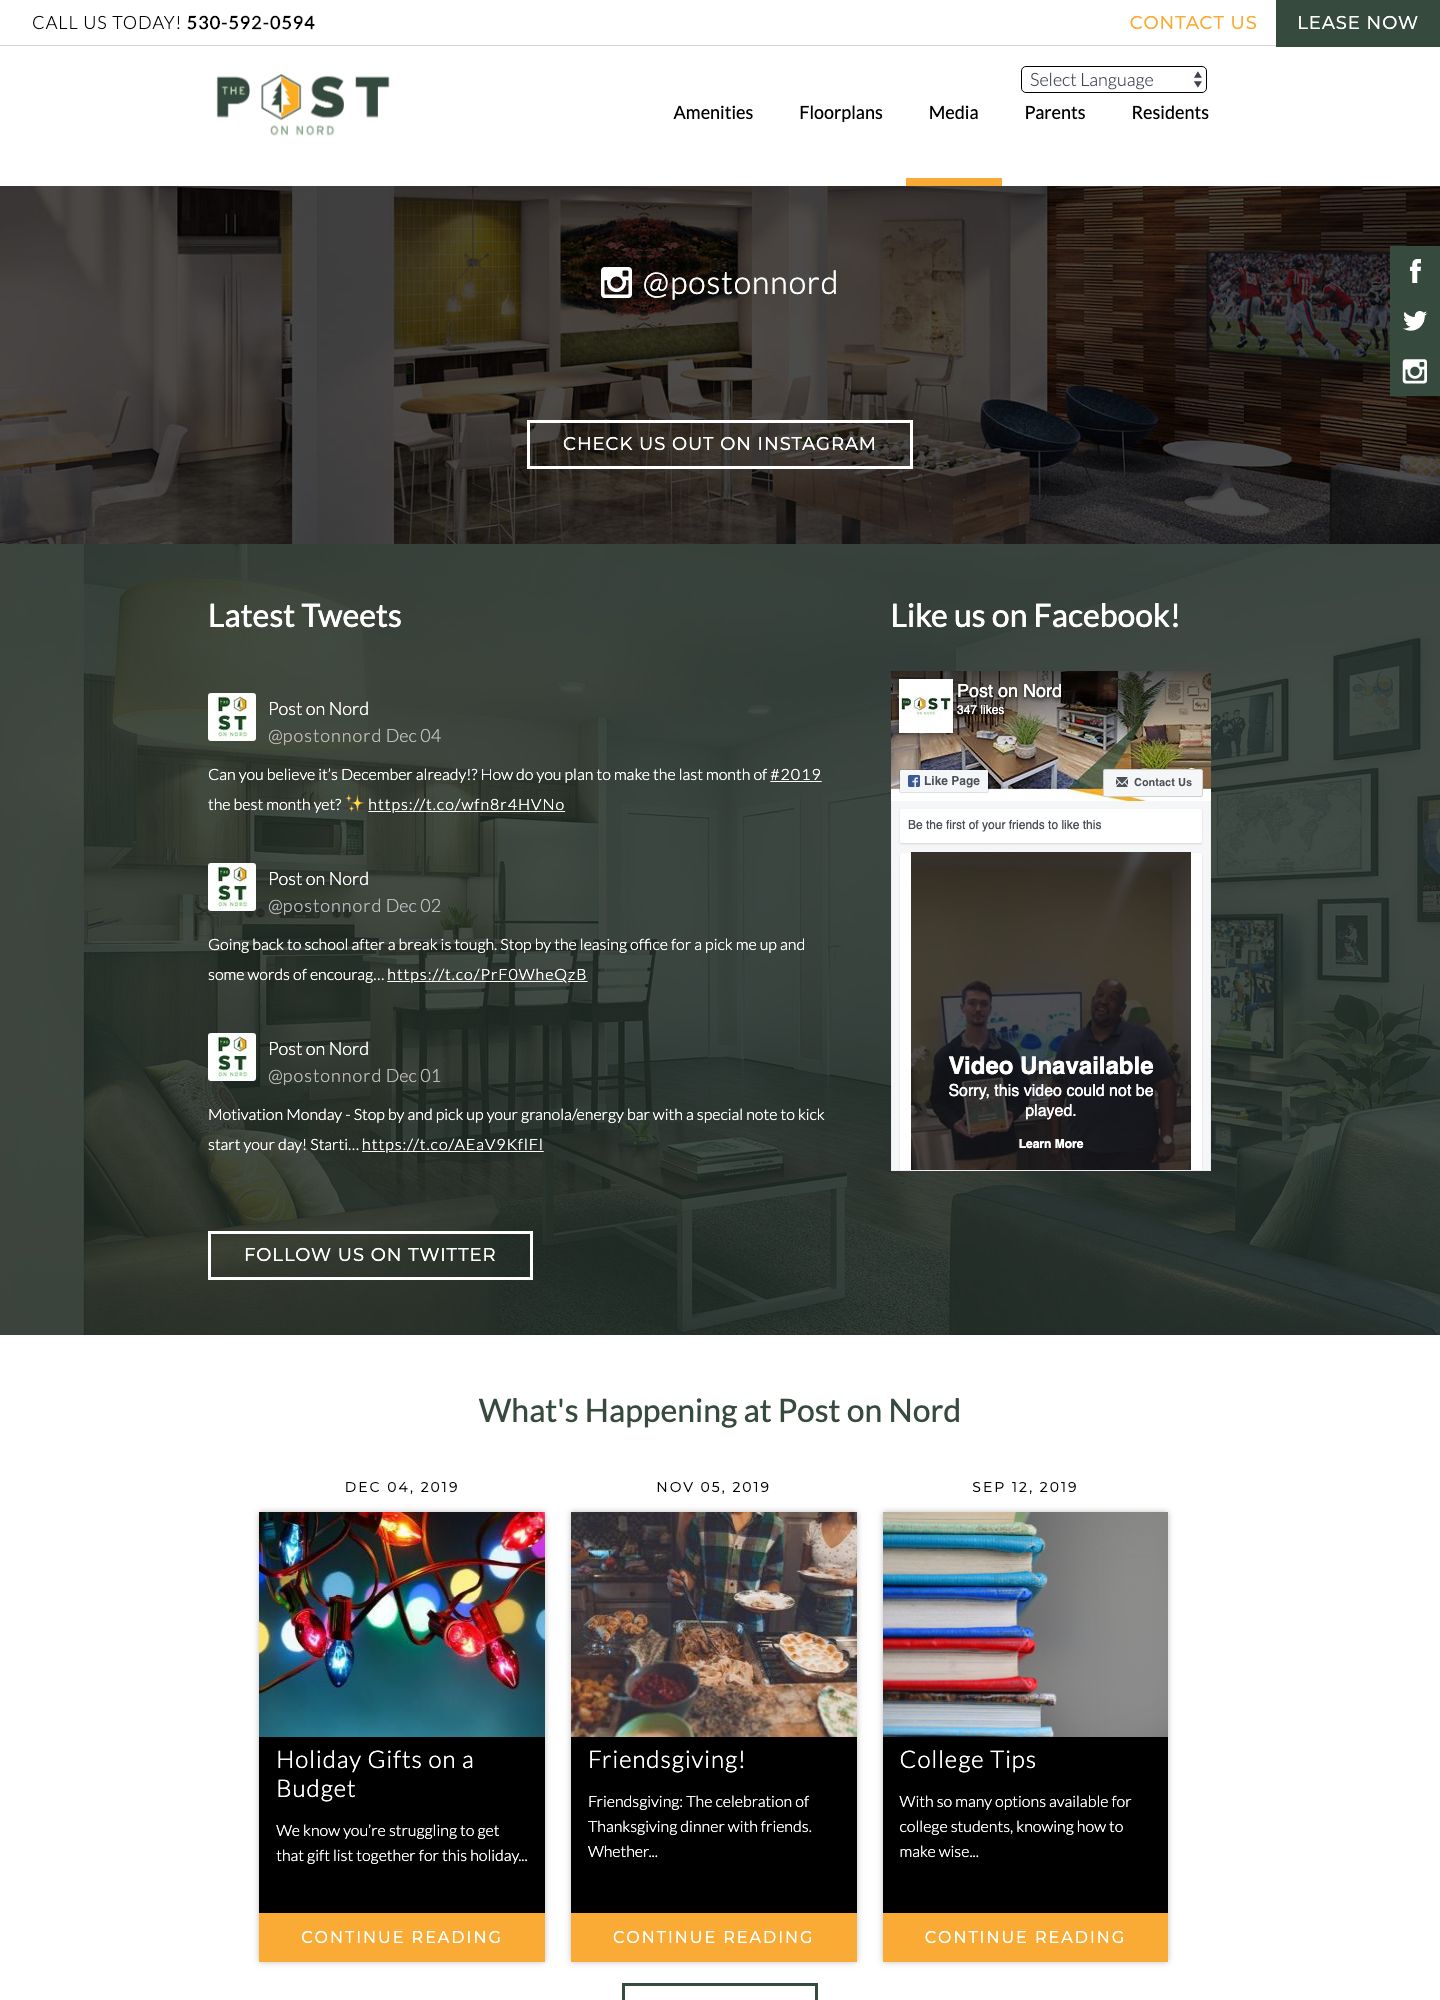 CALL US TODAY! 530-592-0594
CONTACT US
LEASE NOW
THE POST
ON NORD
Select Language
Amenities
Floorplans
Media
Parents
Residents
@postonnord
CHECK US OUT ON INSTAGRAM
Latest Tweets
POST
ON NORD
Post on Nord
@postonnord Dec 04
Can you believe it’s December already!? How do you plan to make the last month of #2019
the best month yet? ✨ https://t.co/wfn8r4HVNo
POST
ON NORD
Post on Nord
@postonnord Dec 02
Going back to school after a break is tough. Stop by the leasing office for a pick me up and
some words of encourag… https://t.co/PrF0WheQzB
POST
ON NORD
Post on Nord
@postonnord Dec 01
Motivation Monday - Stop by and pick up your granola/energy bar with a special note to kick
start your day! Starti… https://t.co/AEaV9KflFl
FOLLOW US ON TWITTER
Like us on Facebook!
POST
Post on Nord
347 likes
Like Page
Contact Us
Be the first of your friends to like this
Video Unavailable
Sorry, this video could not be
played.
Learn More
What's Happening at Post on Nord
DEC 04, 2019
Holiday Gifts on a
Budget
We know you’re struggling to get
that gift list together for this holiday...
CONTINUE READING
NOV 05, 2019
Friendsgiving!
Friendsgiving: The celebration of
Thanksgiving dinner with friends.
Whether...
CONTINUE READING
SEP 12, 2019
College Tips
With so many options available for
college students, knowing how to
make wise...
CONTINUE READING